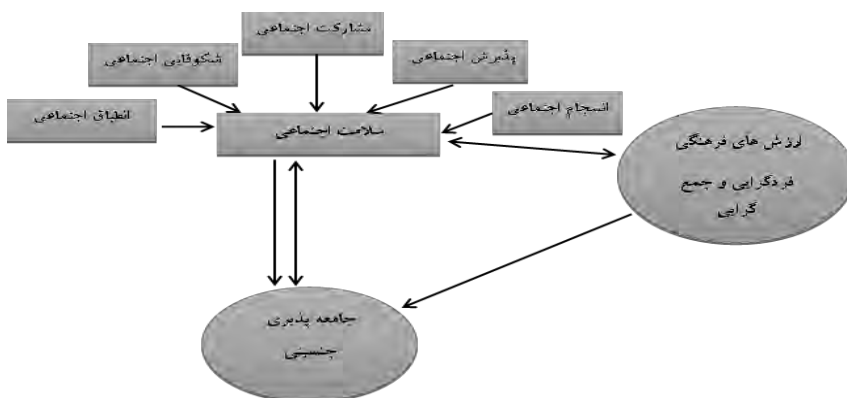 مشارکت اجتماعی
پذیرش اجتماعی
شکوفایی اجتماعی
انسجام اجتماعی
انطباق اجتماعی
سلامت اجتماعی
ارزش های فرهنگی
فردگرایی و جمع
گرایی
جامعه پذیری
جنسیتی